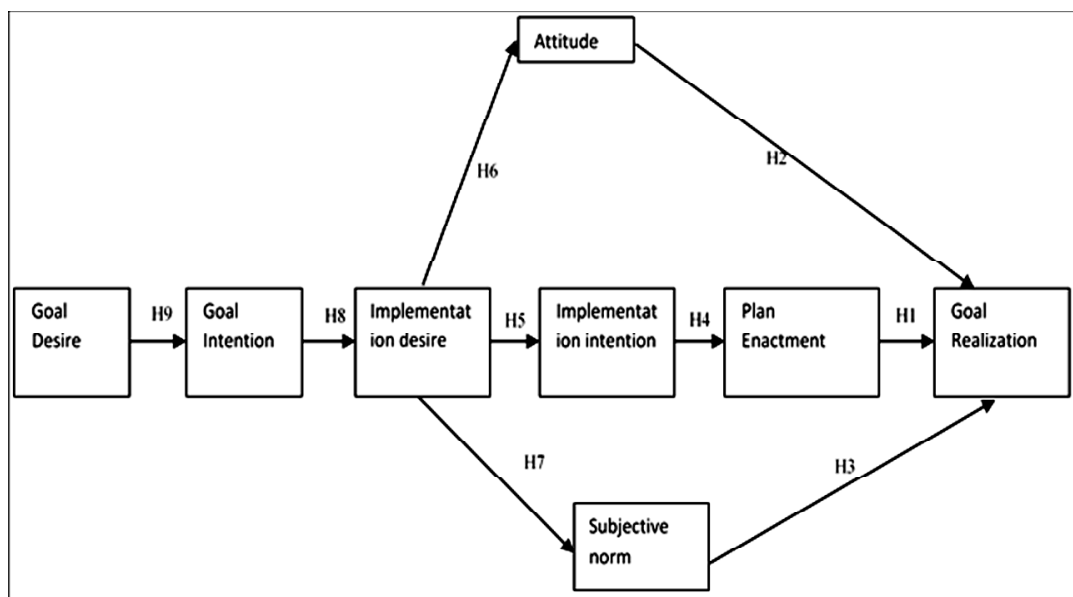 Attitude
H2
H6
Goal
Desire
H9
Goal
Intention
H8
Implementat
ion desire
H5
Implementat
ion intention
H4
Plan
Enactment
H1
Goal
Realization
H7
H3
Subjective
norm